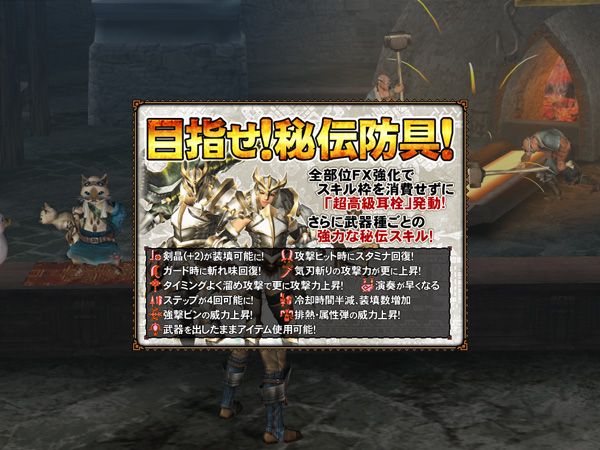 目指せ!秘伝防具!
全部位FX強化で
スキル枠を消費せずに
「超高級耳栓」発動!
さらに武器種ごとの
強力な秘伝スキル!
剣晶(+2)が装填可能に! 攻撃ヒット時にスタミナ回復!
ガード時に斬れ味回復! 気刃斬りの攻撃力が更に上昇!
タイミングよく溜め攻撃で更に攻撃力上昇! 演奏が早くなる
ステップが4回可能に! 冷却時間半減、装填数増加
強撃ビンの威力上昇! 排熱・属性弾の威力上昇!
武器を出したままアイテム使用可能!